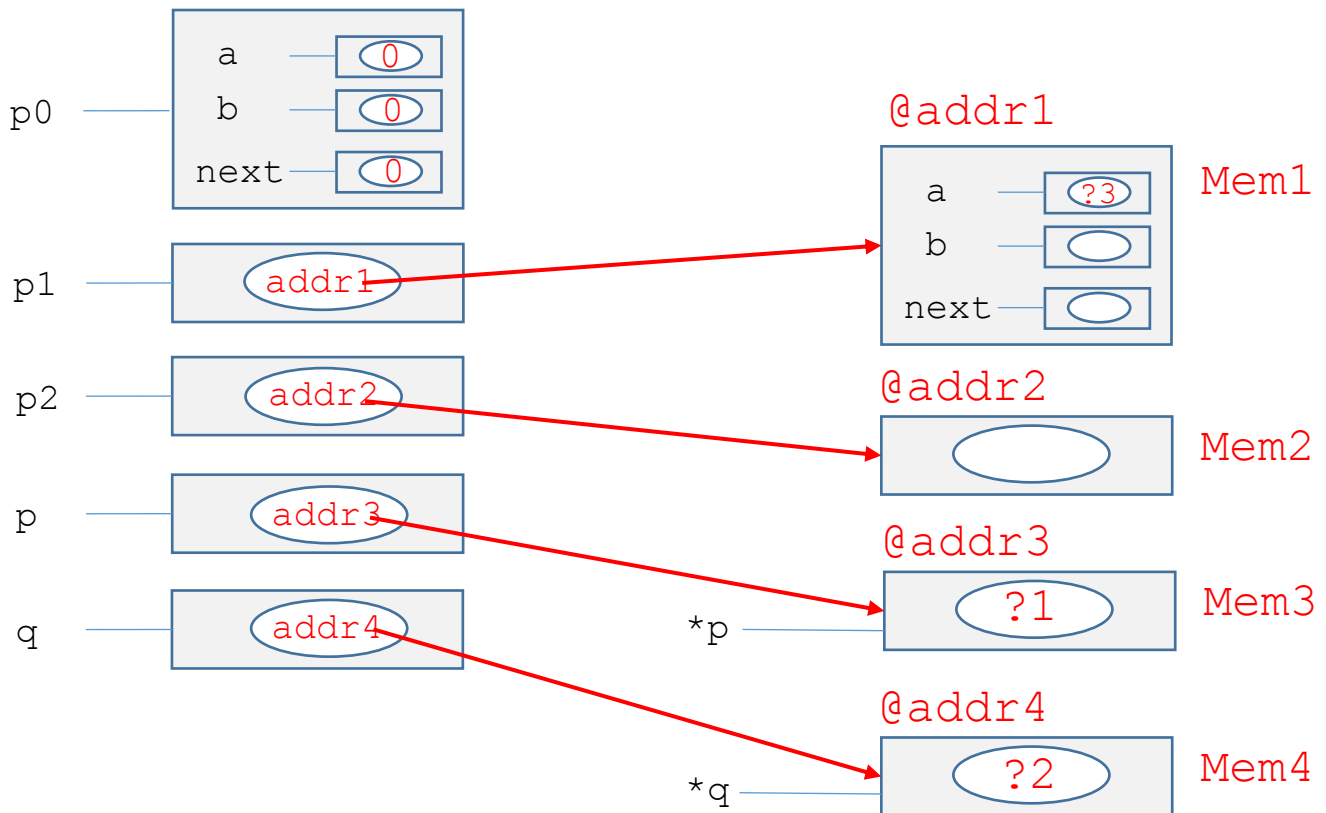 p0
a 0
b 0
next 0
p1 addr1
p2 addr2
p addr3
q addr4
@addr1
Mem1
a ?3
b
next
@addr2
Mem2
@addr3
Mem3
*p ?1
@addr4
Mem4
*q ?2